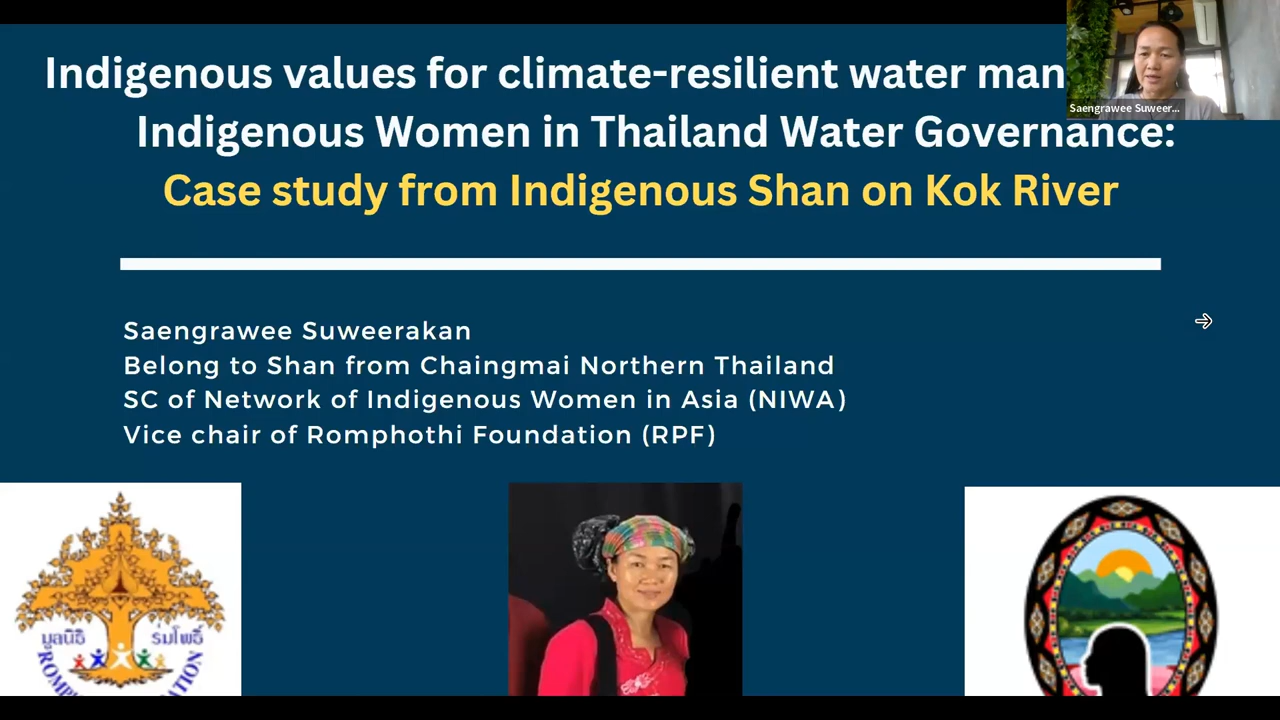 Indigenous values for climate-resilient water man
Indigenous Women in Thailand Water Governance:
Case study from Indigenous Shan on Kok River
Saengrawee Suweer...
Saengrawee Suweerakan
Belong to Shan from Chaingmai Northern Thailand
SC of Network of Indigenous Women in Asia (NIWA)
Vice chair of Romphothi Foundation (RPF)
มูลนิธิ ร่มโพธิ์